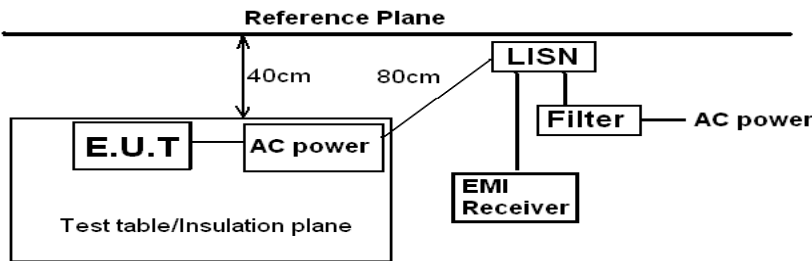 Reference Plane
40cm
80cm
LISN
Filter
AC power
E.U.T
AC power
EMI
Receiver
Test table/Insulation plane